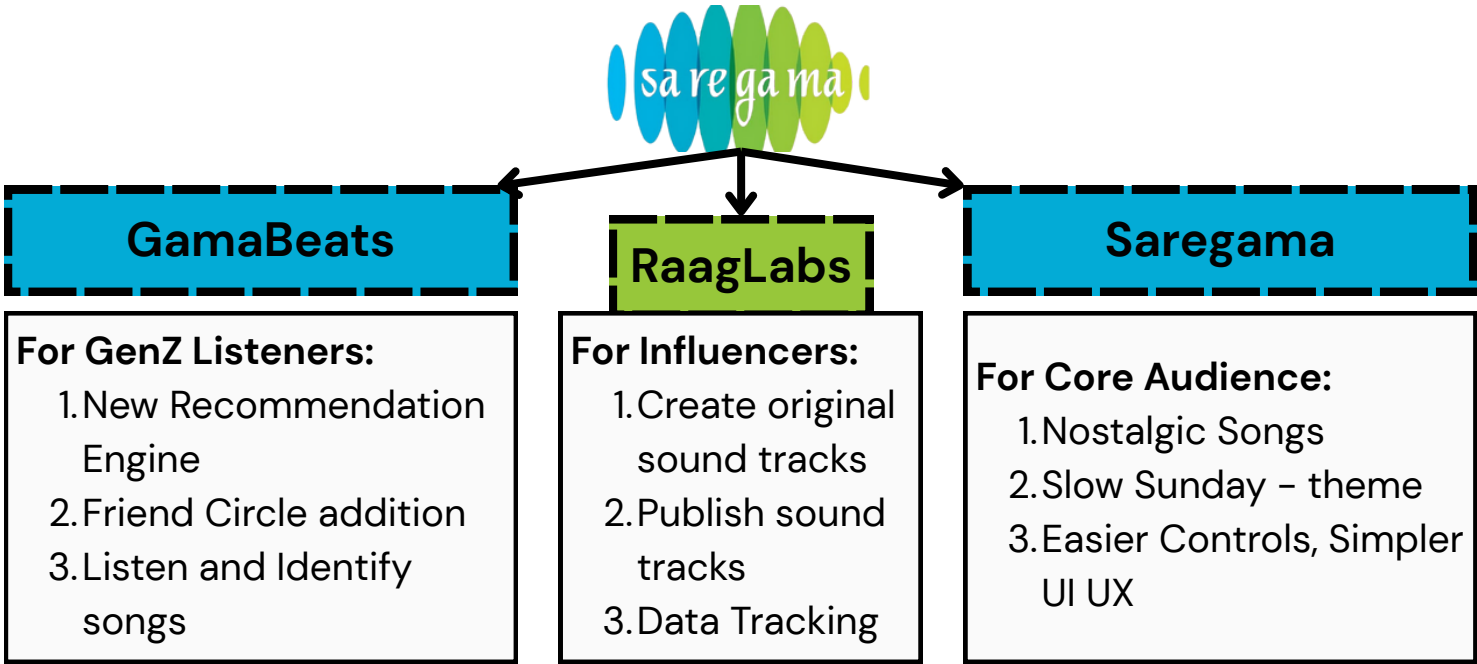 sa re ga ma
GamaBeats
For GenZ Listeners:
1. New Recommendation
Engine
2. Friend Circle addition
3. Listen and Identify
songs
RaagLabs
For Influencers:
1. Create original
sound tracks
2. Publish sound
tracks
3. Data Tracking
Saregama
For Core Audience:
1. Nostalgic Songs
2. Slow Sunday - theme
3. Easier Controls, Simpler
UI UX